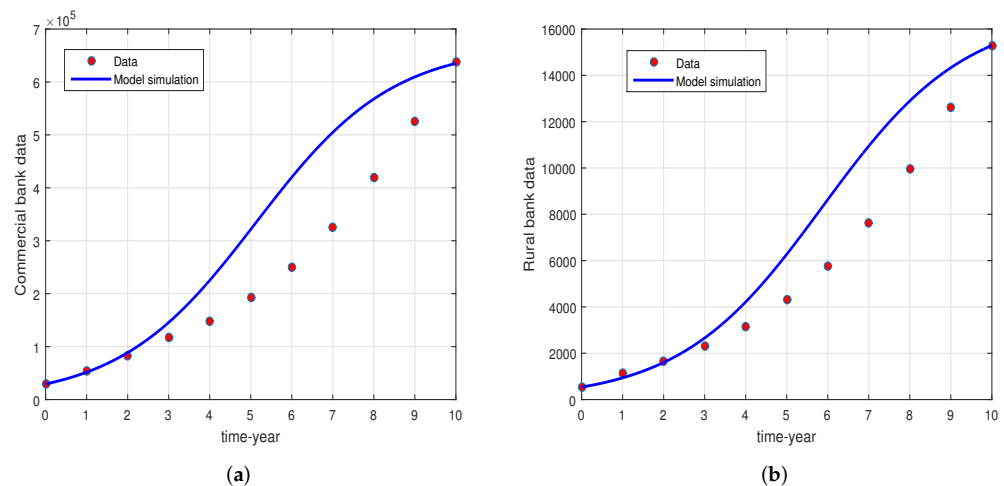 ×10⁵
7
6
5
4
3
2
1
0
Commercial bank data
Data
Model simulation
0 1 2 3 4 5 6 7 8 9 10
time-year
(a)
16000
14000
12000
10000
8000
6000
4000
2000
0
Rural bank data
Data
Model simulation
0 1 2 3 4 5 6 7 8 9 10
time-year
(b)